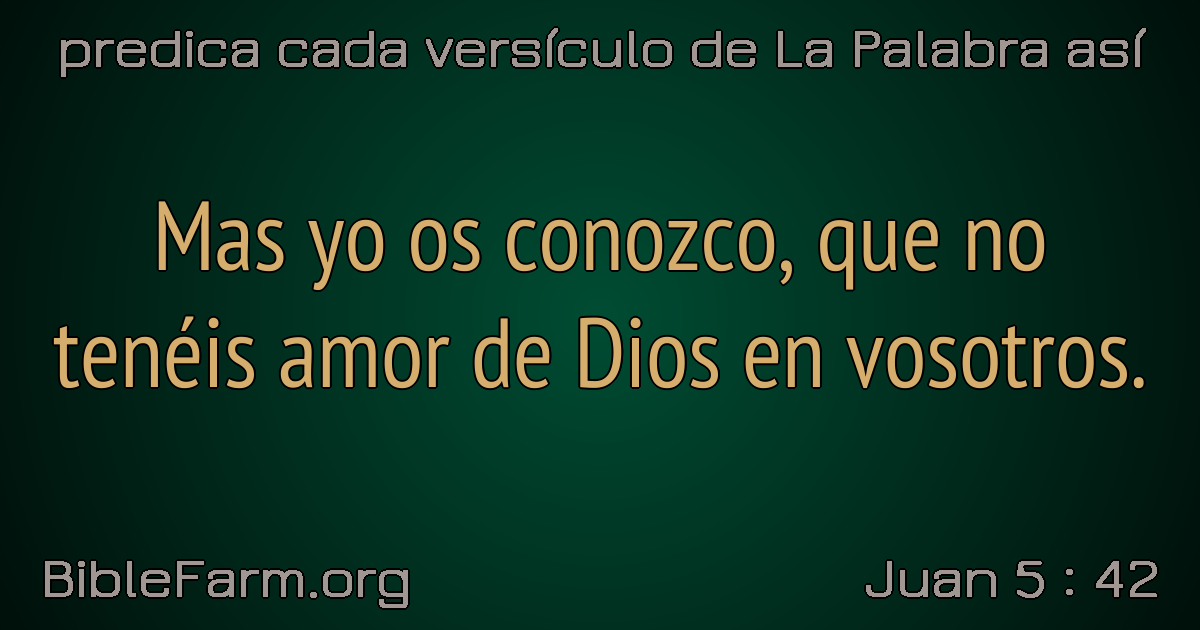 predica cada versículo de La Palabra así
Mas yo os conozco, que no
tenéis amor de Dios en vosotros.
BibleFarm.org
Juan 5 : 42